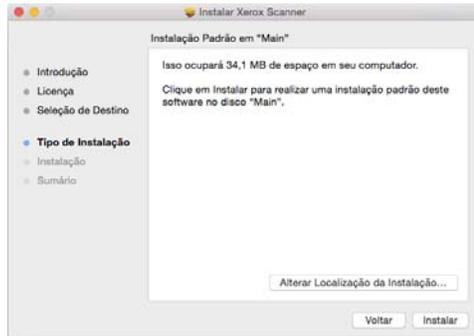 Instalar Xerox Scanner
Instalação Padrão em "Main"
Introdução
Licença
Seleção de Destino
Tipo de Instalação
Instalação
Sumário
Isso ocupará 34,1 MB de espaço em seu computador.
Clique em Instalar para realizar uma instalação padrão deste
software no disco "Main".
Alterar Localização da Instalação...
Voltar
Instalar